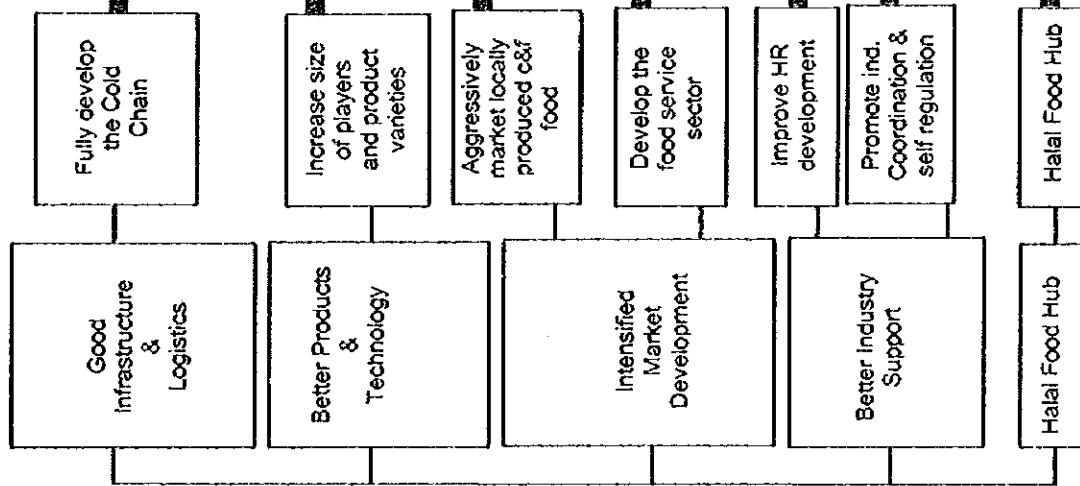 Good
Infrastructure
&
Logistics
Fully develop
the Cold
Chain
Better Products
&
Technology
Increase size
of players
and product
varieties
Intensified
Market
Development
Aggressively
market locally
produced c&f
food
Develop the
food service
sector
Better Industry
Support
Improve HR
development
Promote ind.
Coordination &
self regulation
Halal Food Hub
Halal Food Hub